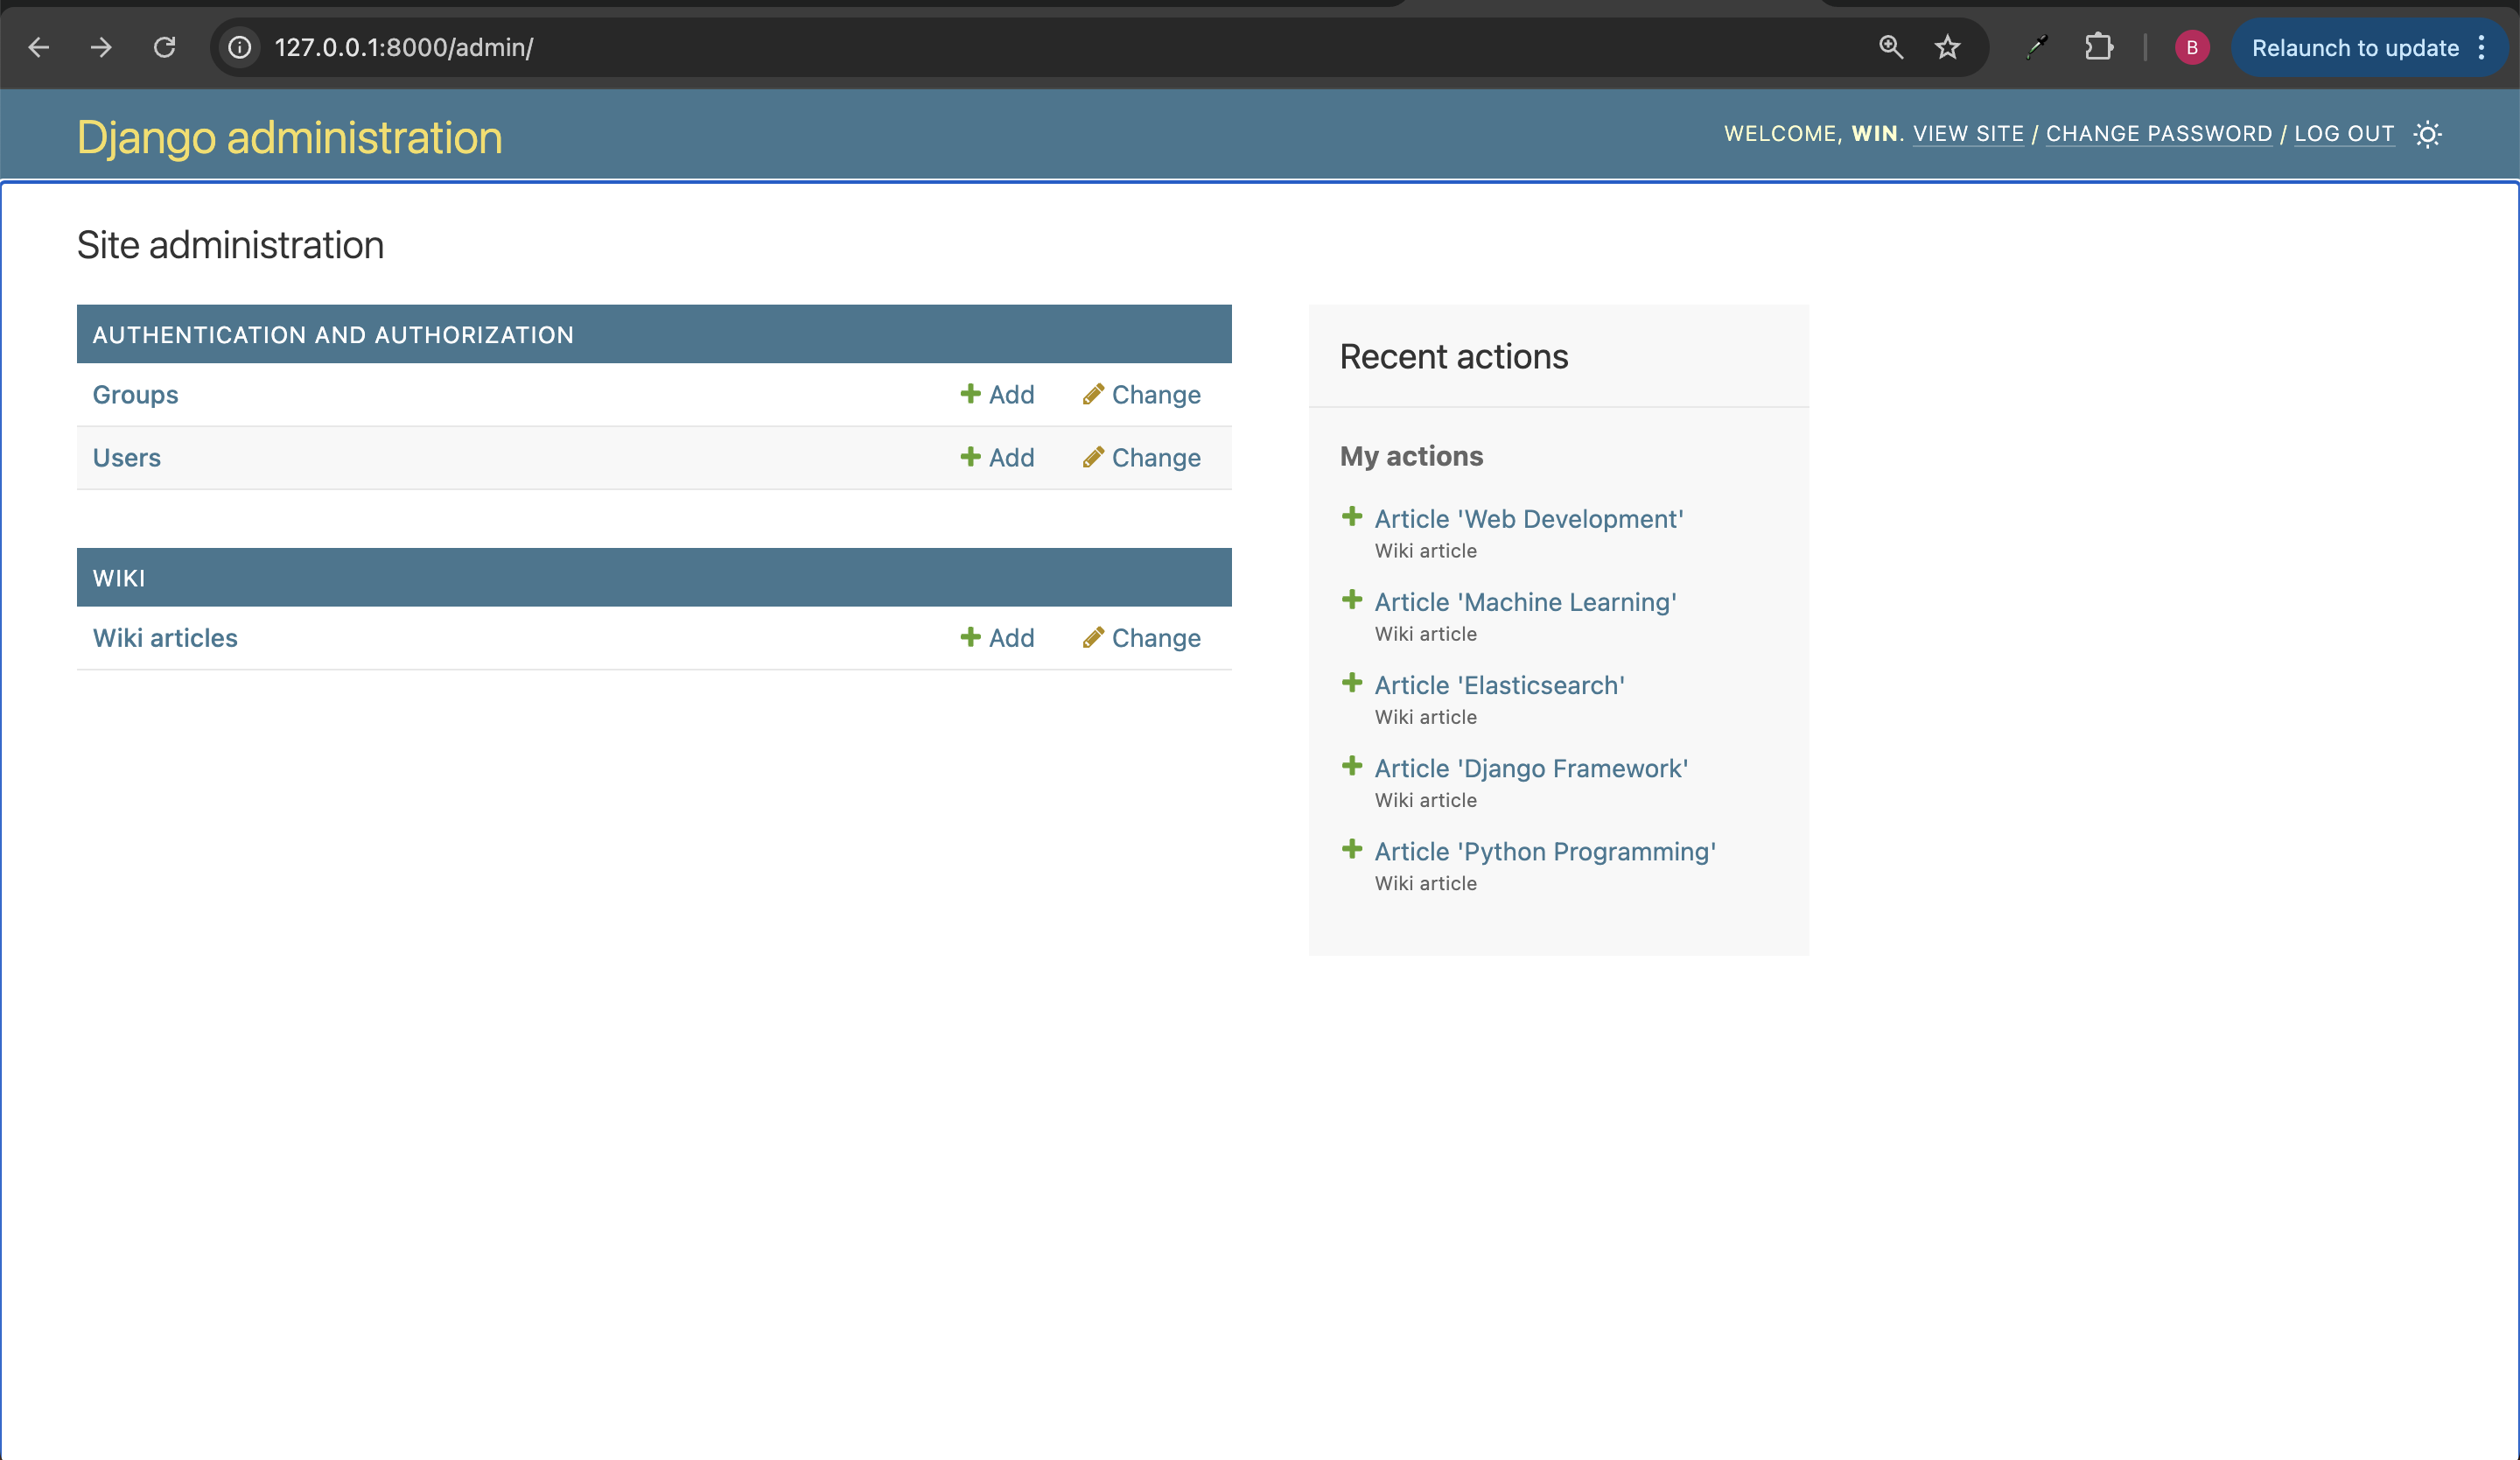 127.0.0.1:8000/admin/
B
Relaunch to update
Django administration
WELCOME, WIN. VIEW SITE / CHANGE PASSWORD / LOG OUT
Site administration
AUTHENTICATION AND AUTHORIZATION
Groups Add Change
Users Add Change
WIKI
Wiki articles Add Change
Recent actions
My actions
Article 'Web Development'
Wiki article
Article 'Machine Learning'
Wiki article
Article 'Elasticsearch'
Wiki article
Article 'Django Framework'
Wiki article
Article 'Python Programming'
Wiki article